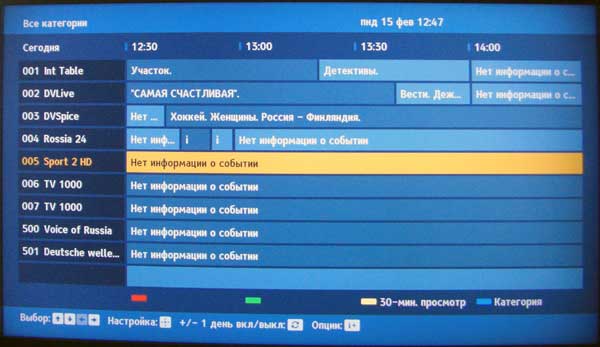 Все категории пнд 15 фев 12:47
Сегодня 12:30 13:00 13:30 14:00
001 Int Table Участок. Детективы. Нет информации о с...
002 DVLive "САМАЯ СЧАСТЛИВАЯ". Вести. Деж... Нет информации о с...
003 DVSpice Нет ... Хоккей. Женщины. Россия - Финляндия.
004 Rossia 24 Нет инф... i i Нет информации о событии
005 Sport 2 HD Нет информации о событии
006 TV 1000 Нет информации о событии
007 TV 1000 Нет информации о событии
500 Voice of Russia Нет информации о событии
501 Deutsche welle... Нет информации о событии
30-мин. просмотр Категория
Выбор: Настройка: +/- 1 день вкл/выкл: Опции: i+